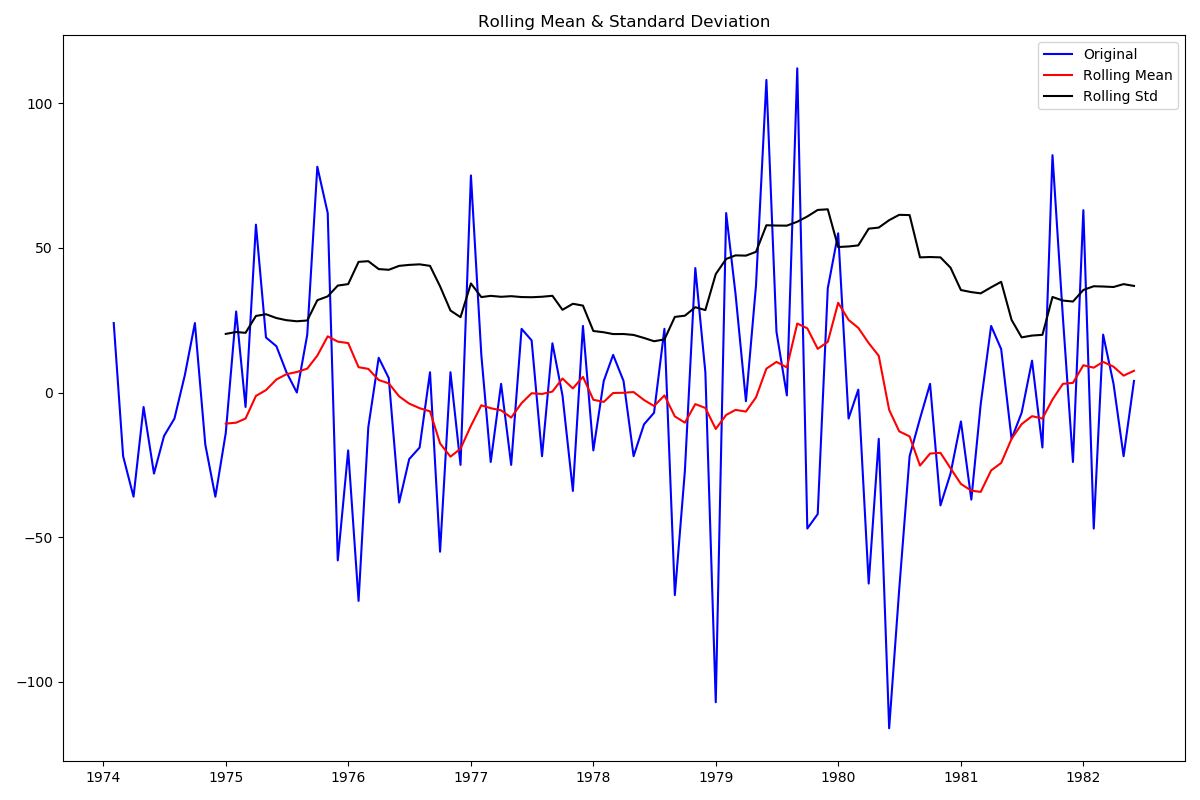 Rolling Mean & Standard Deviation
Original
Rolling Mean
Rolling Std
100
50
0
−50
−100
1974 1975 1976 1977 1978 1979 1980 1981 1982